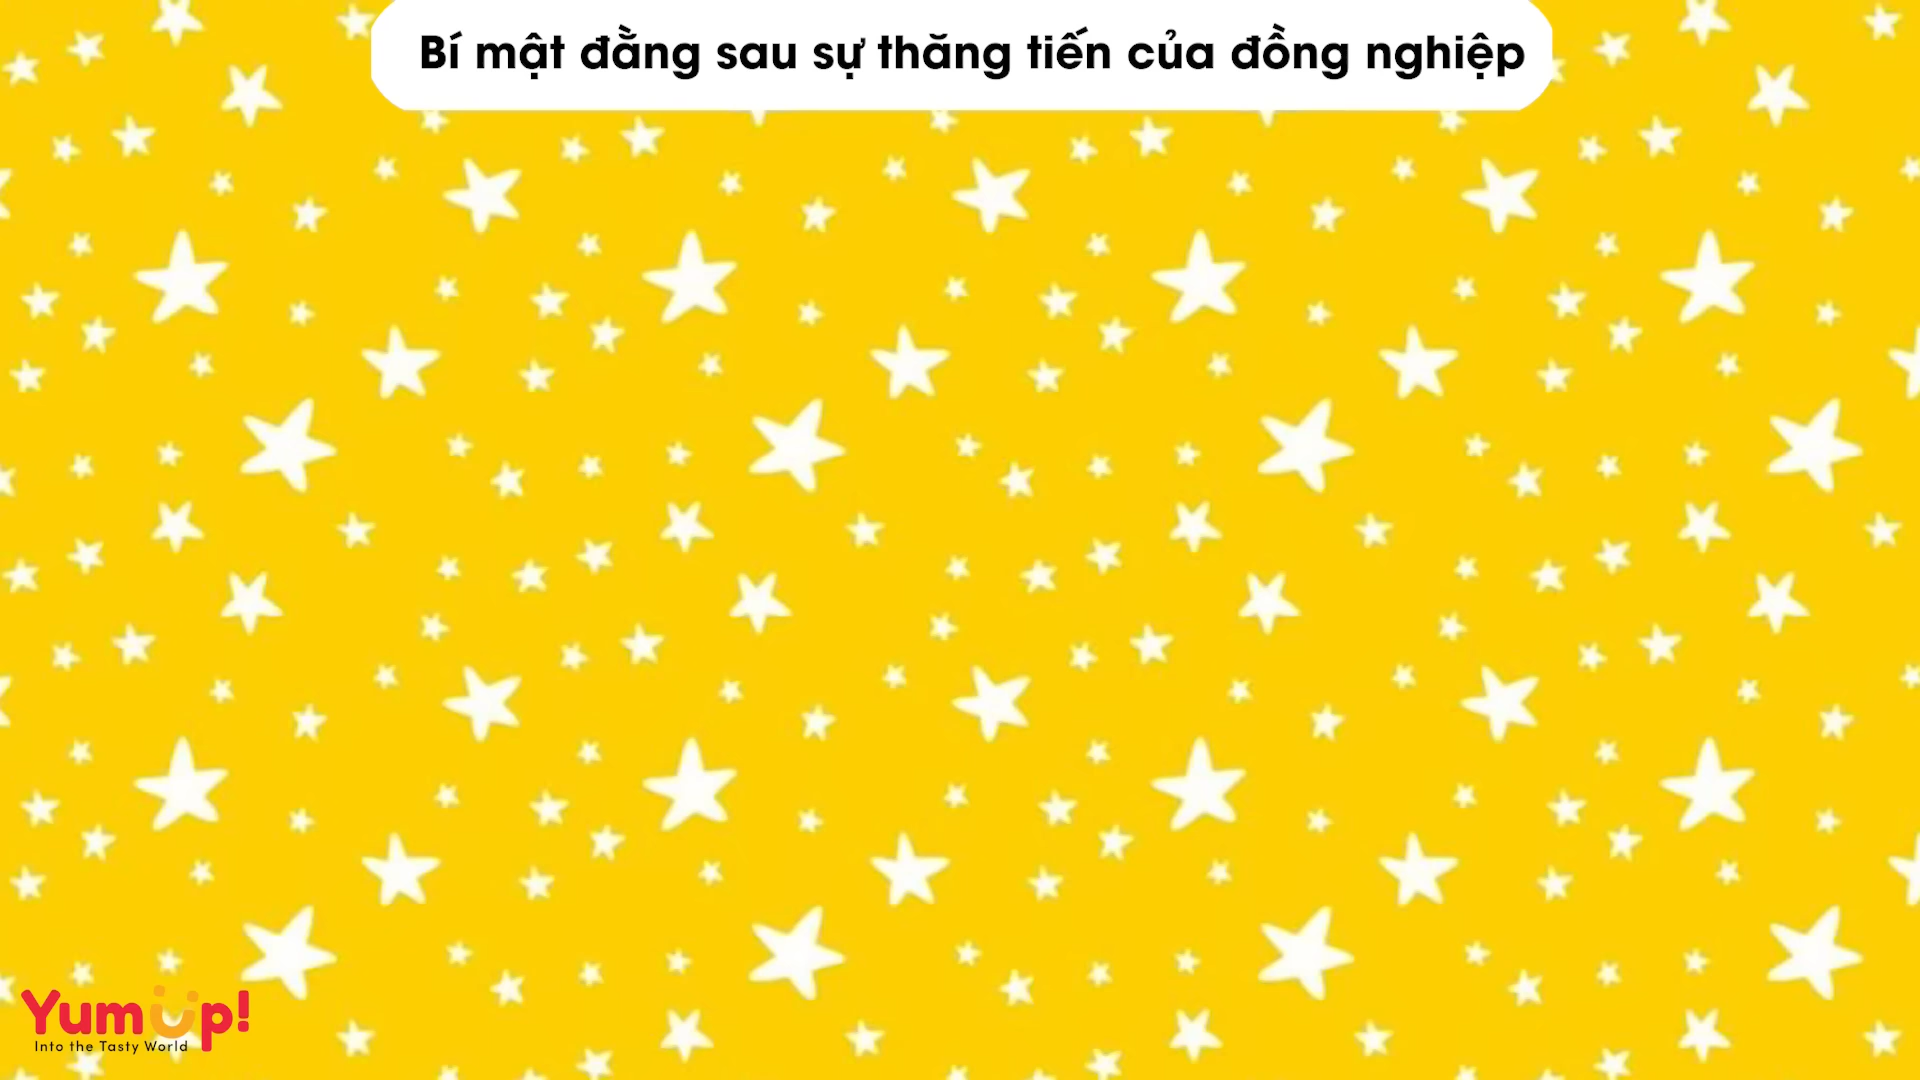 Bí mật đằng sau sự thăng tiến của đồng nghiệp
YumUp!
Into the Tasty World